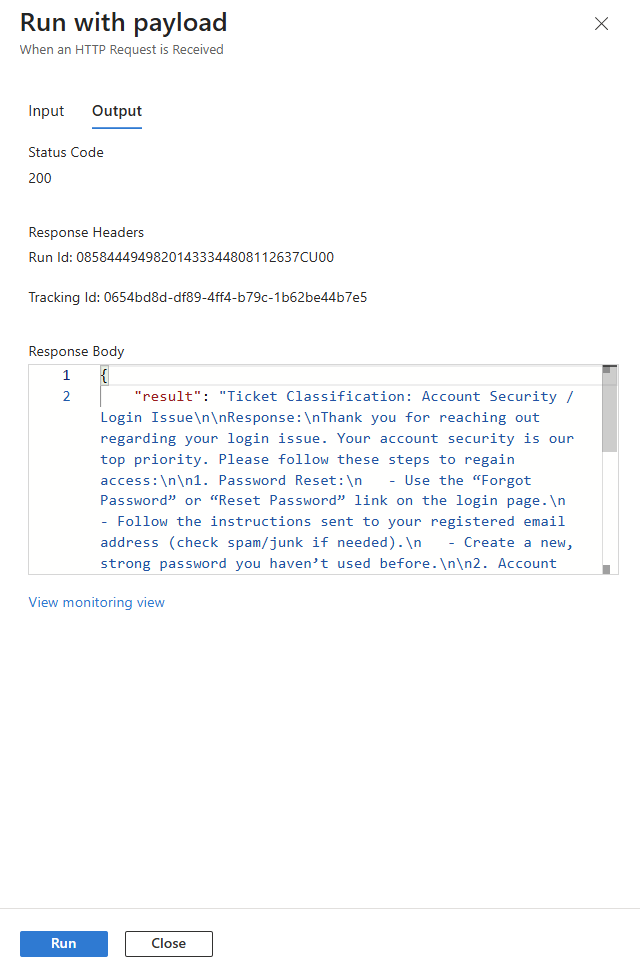 Run with payload
When an HTTP Request is Received
Input Output
Status Code
200
Response Headers
Run Id: 08584449498201433344808112637CU00
Tracking Id: 0654bd8d-df89-4ff4-b79c-1b62be44b7e5
Response Body
1 {
2 "result": "Ticket Classification: Account Security /
Login Issue\n\nResponse:\nThank you for reaching out
regarding your login issue. Your account security is our
top priority. Please follow these steps to regain
access:\n\n1. Password Reset:\n   - Use the “Forgot
Password” or “Reset Password” link on the login page.\n
- Follow the instructions sent to your registered email
address (check spam/junk if needed).\n   - Create a new,
strong password you haven’t used before.\n\n2. Account
View monitoring view
Run Close